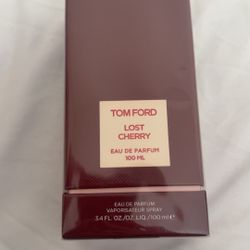 TOM FORD
LOST
CHERRY
EAU DE PARFUM
100 ML
EAU DE PARFUM
VAPORISATEUR SPRAY
3.4 FL. OZ./OZ. LIQ./100 ml ℮